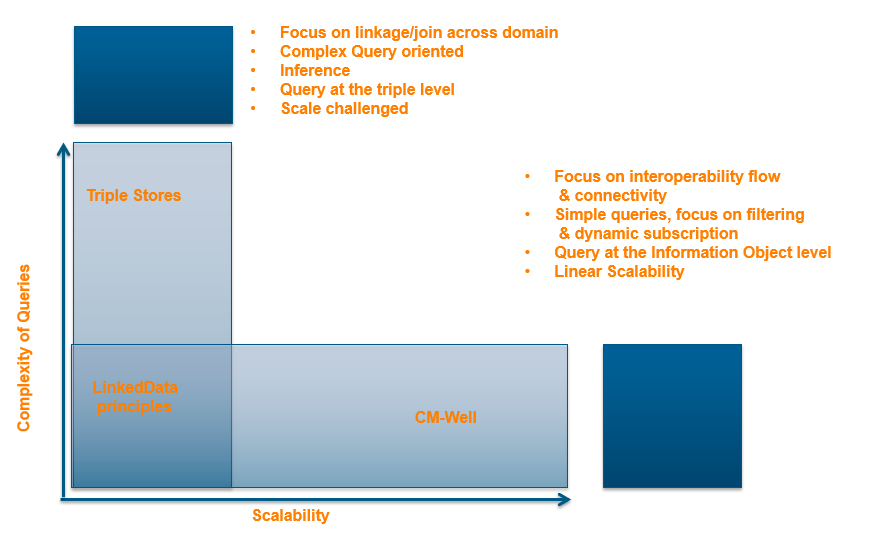 • Focus on linkage/join across domain
• Complex Query oriented
• Inference
• Query at the triple level
• Scale challenged
Triple Stores
• Focus on interoperability flow
& connectivity
• Simple queries, focus on filtering
& dynamic subscription
• Query at the Information Object level
• Linear Scalability
Complexity of Queries
LinkedData
principles
CM-Well
Scalability